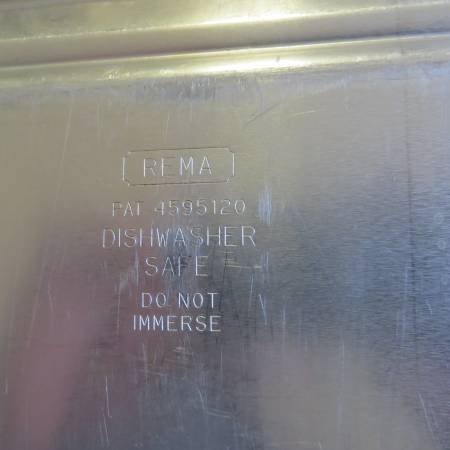 REMA
PAT 4595120
DISHWASHER
SAFE
DO NOT
IMMERSE